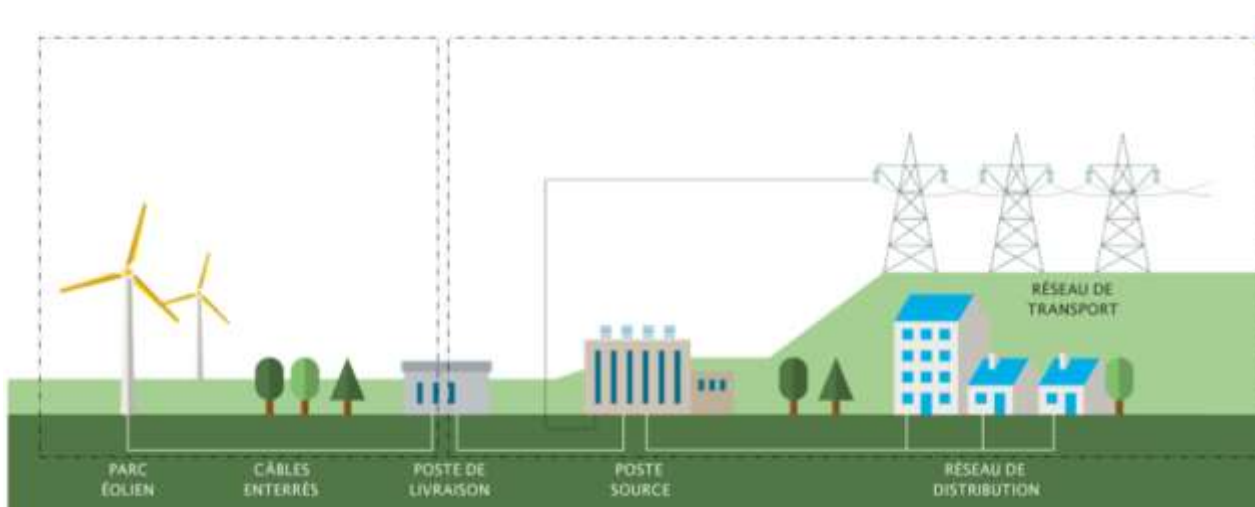 RÉSEAU DE
TRANSPORT
PARC
ÉOLIEN
CÂBLES
ENTERRÉS
POSTE DE
LIVRAISON
POSTE
SOURCE
RÉSEAU DE
DISTRIBUTION